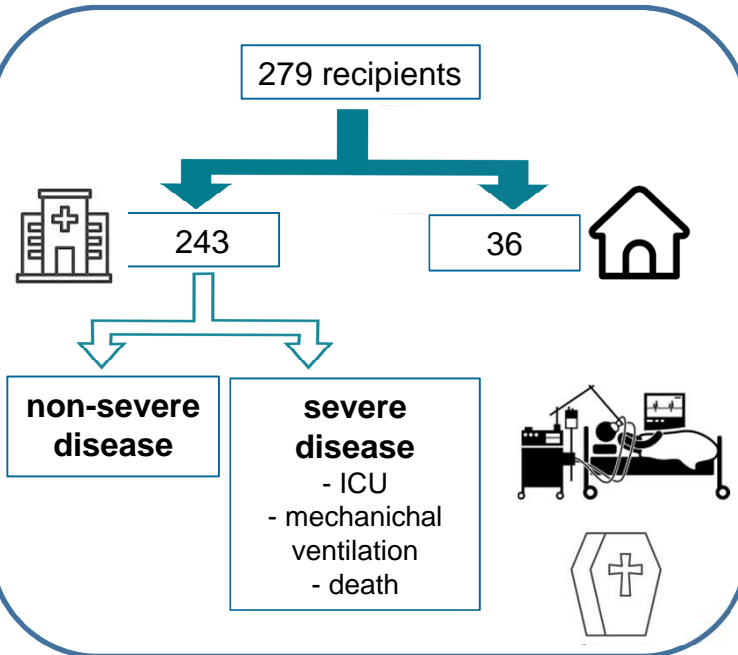 279 recipients
243
36
non-severe
disease
severe
disease
- ICU
- mechanichal
ventilation
- death